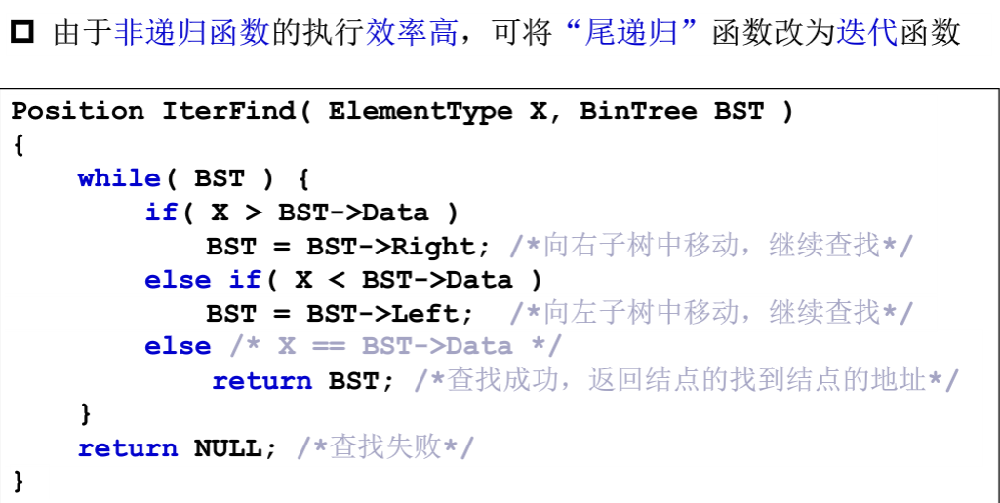 由于非递归函数的执行效率高，可将“尾递归”函数改为迭代函数
Position IterFind( ElementType X, BinTree BST )
{
    while( BST ) {
        if( X > BST->Data )
            BST = BST->Right; /*向右子树中移动，继续查找*/
        else if( X < BST->Data )
            BST = BST->Left;  /*向左子树中移动，继续查找*/
        else /* X == BST->Data */
            return BST; /*查找成功，返回结点的找到结点的地址*/
    }
    return NULL; /*查找失败*/
}